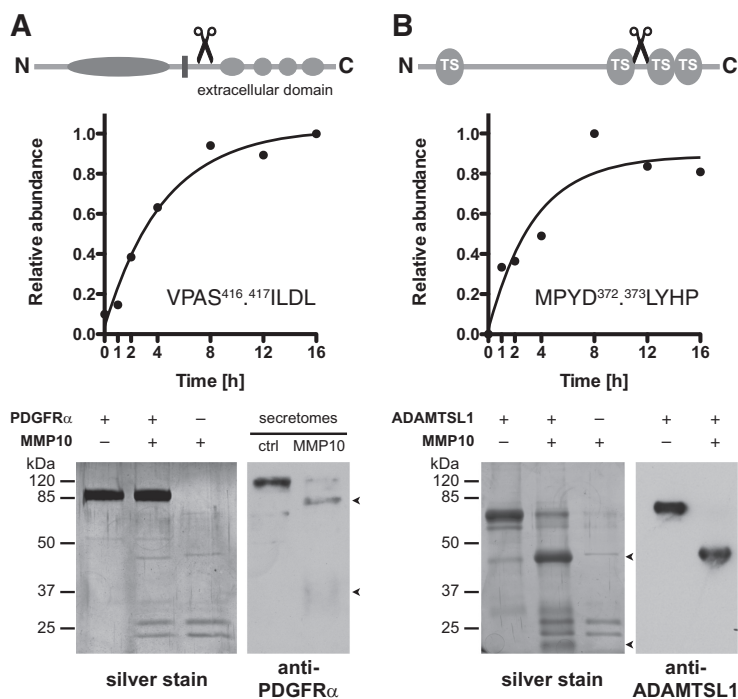 A
N C
extracellular domain
Relative abundance
1.0
0.8
0.6
0.4
0.2
0.0
VPAS⁴¹⁶.⁴¹⁷ILDL
0 1 2 4 8 12 16
Time [h]
PDGFRα + + –
MMP10 – + +
secretomes
ctrl MMP10
kDa
120
85
50
37
25
silver stain
anti-
PDGFRα
B
N TS TS TS TS C
Relative abundance
1.0
0.8
0.6
0.4
0.2
0.0
MPYD³⁷².³⁷³LYHP
0 1 2 4 8 12 16
Time [h]
ADAMTSL1 + + – + +
MMP10 – + + – +
kDa
120
85
50
37
25
silver stain
anti-
ADAMTSL1